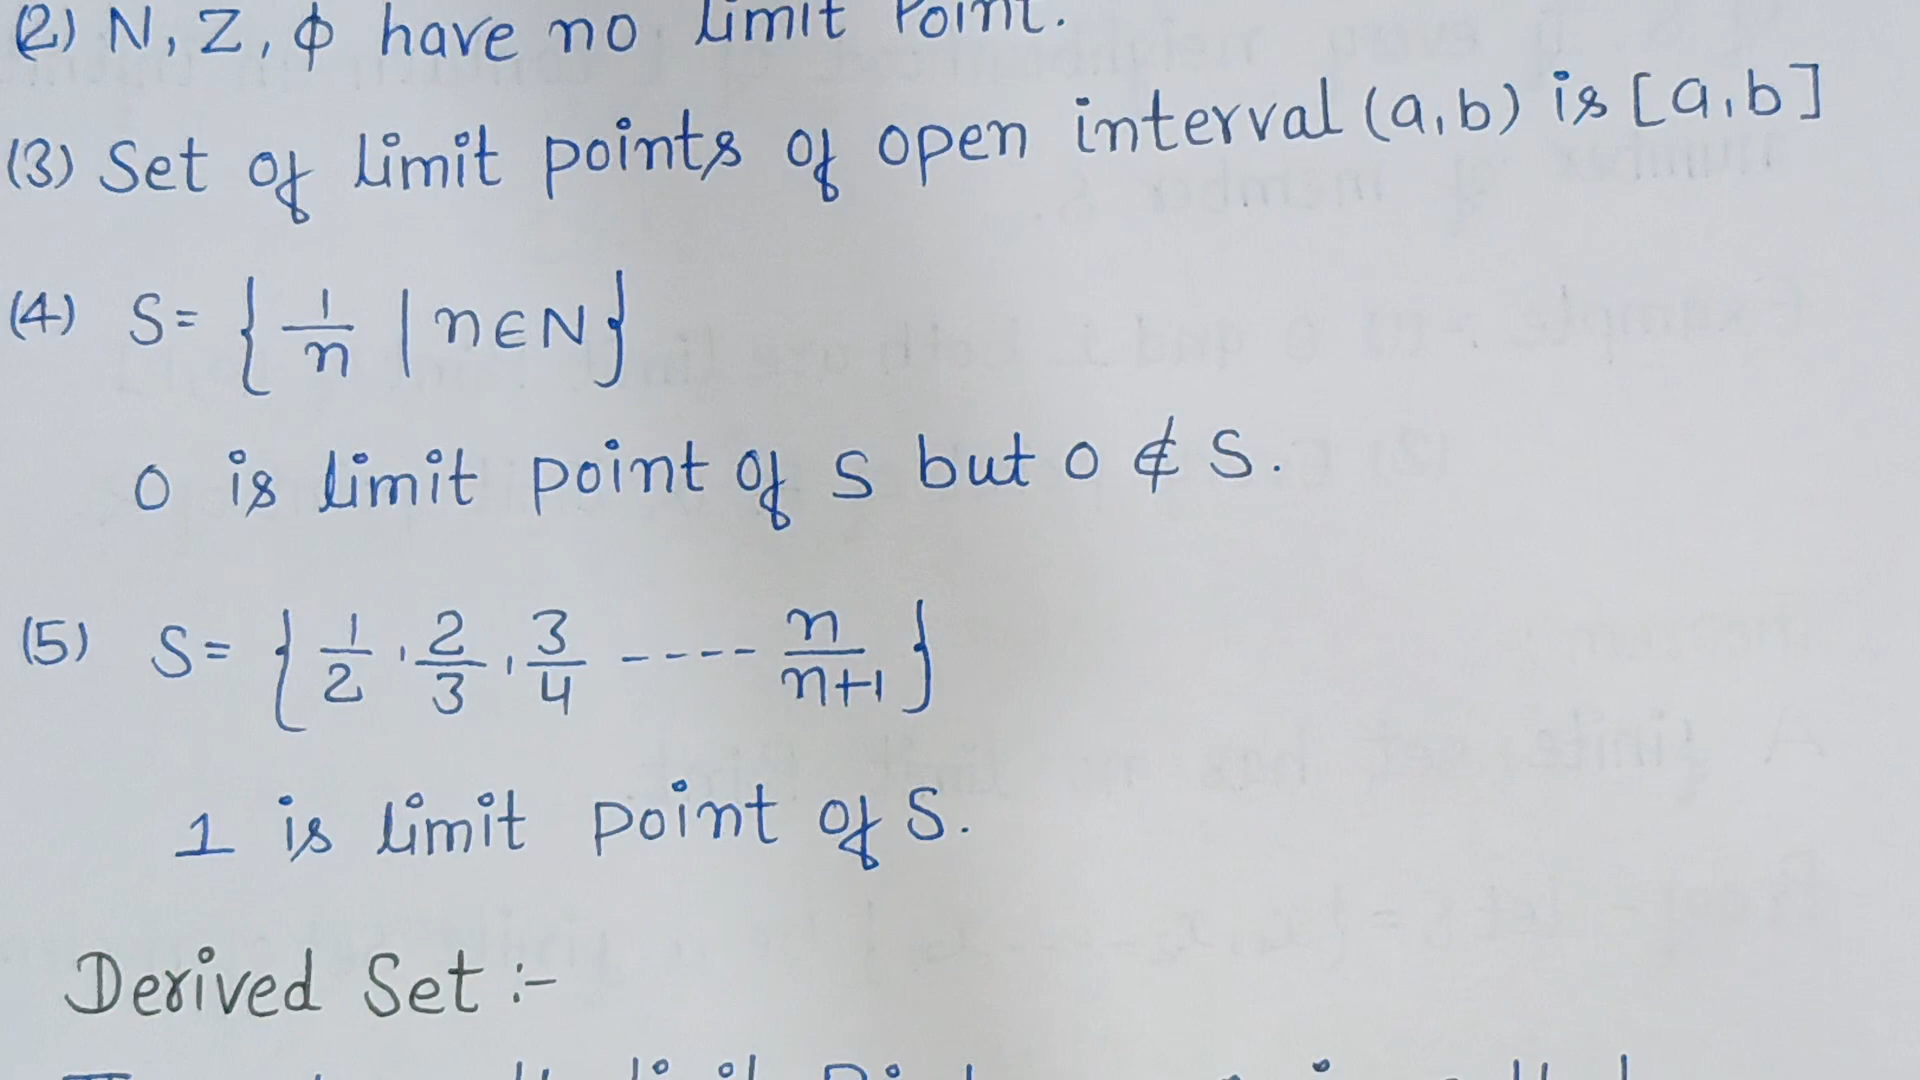 (2) N, Z, ϕ have no limit Point.
(3) Set of limit points of open interval (a,b) is [a,b]
(4) S= { 1/n | n∈N}
0 is limit point of S but 0 ∉ S.
(5) S= { 1/2, 2/3, 3/4 ---- n/n+1 }
1 is limit point of S.
Derived Set :-